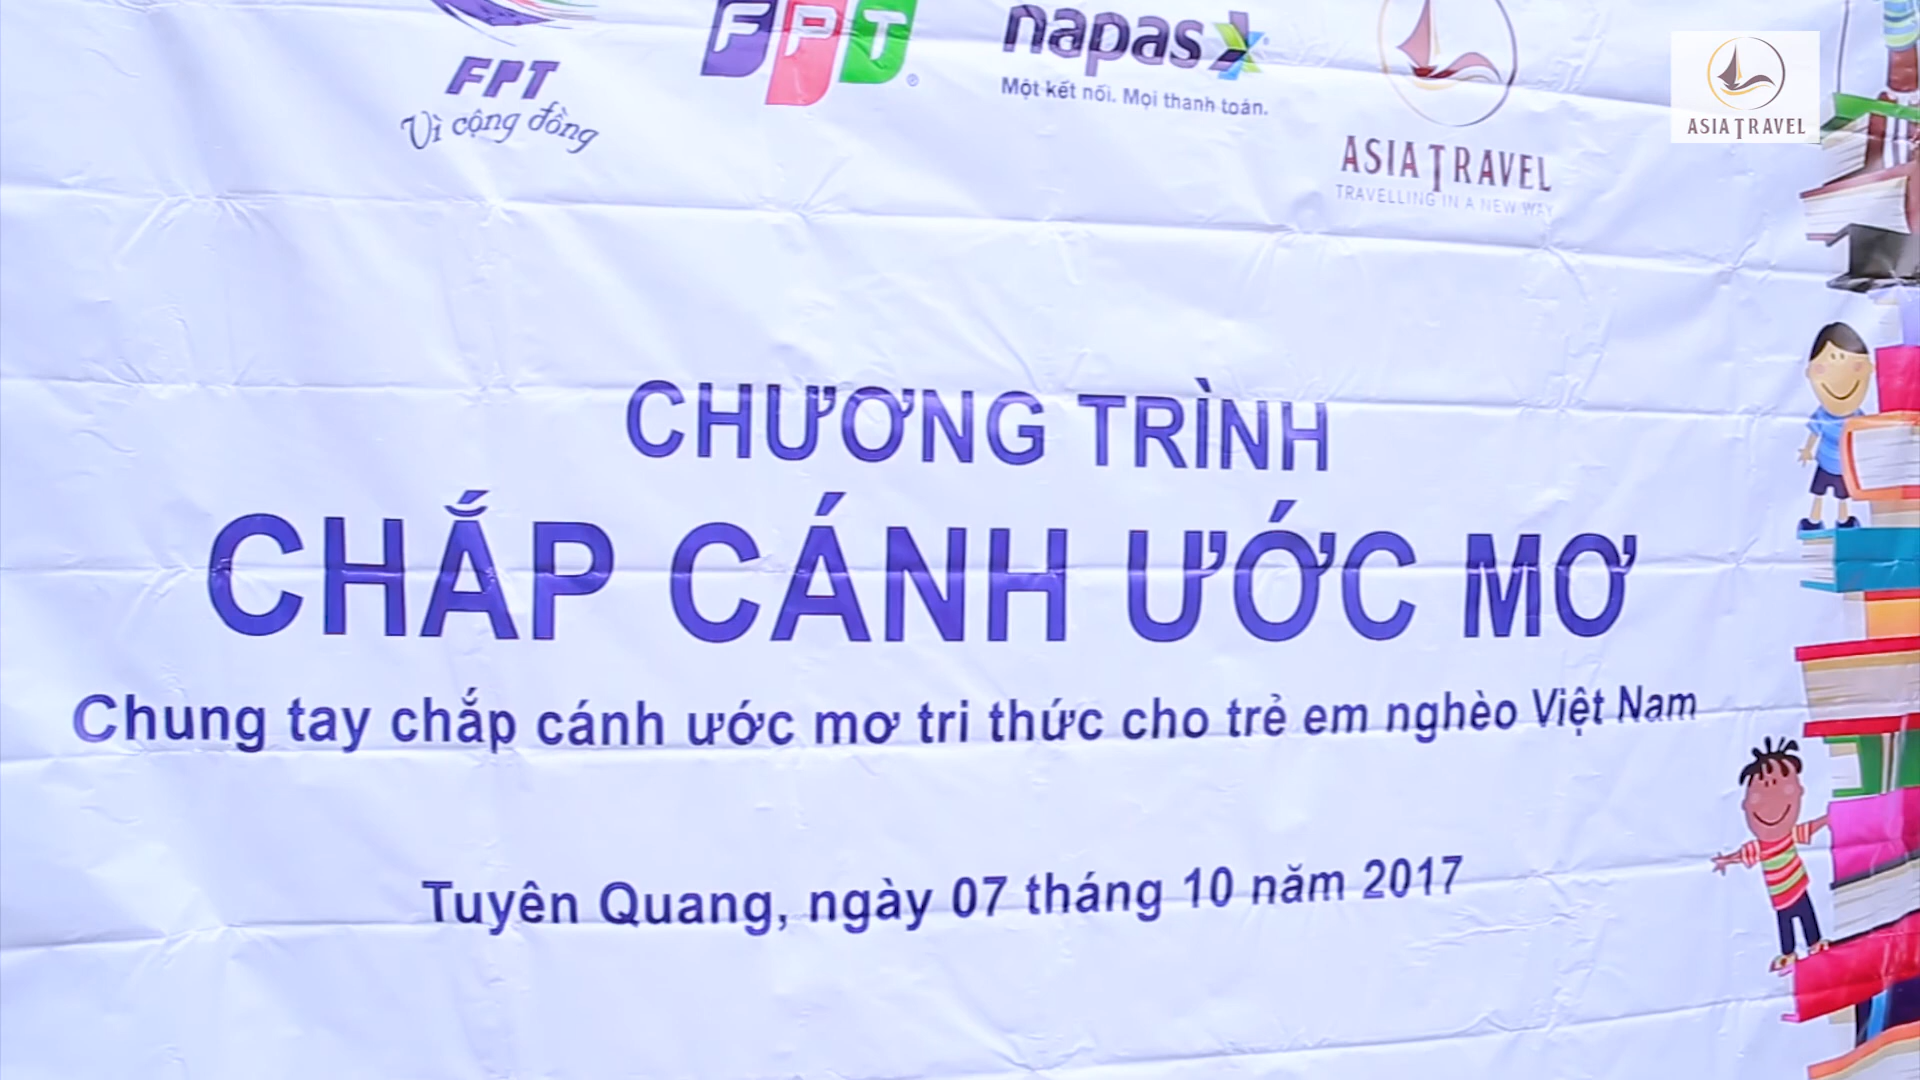 FPT
Vì cộng đồng
FPT
napas
Một kết nối. Mọi thanh toán.
ASIA TRAVEL
TRAVELLING IN A NEW WAY
ASIA TRAVEL
CHƯƠNG TRÌNH
CHẮP CÁNH ƯỚC MƠ
Chung tay chắp cánh ước mơ tri thức cho trẻ em nghèo Việt Nam
Tuyên Quang, ngày 07 tháng 10 năm 2017